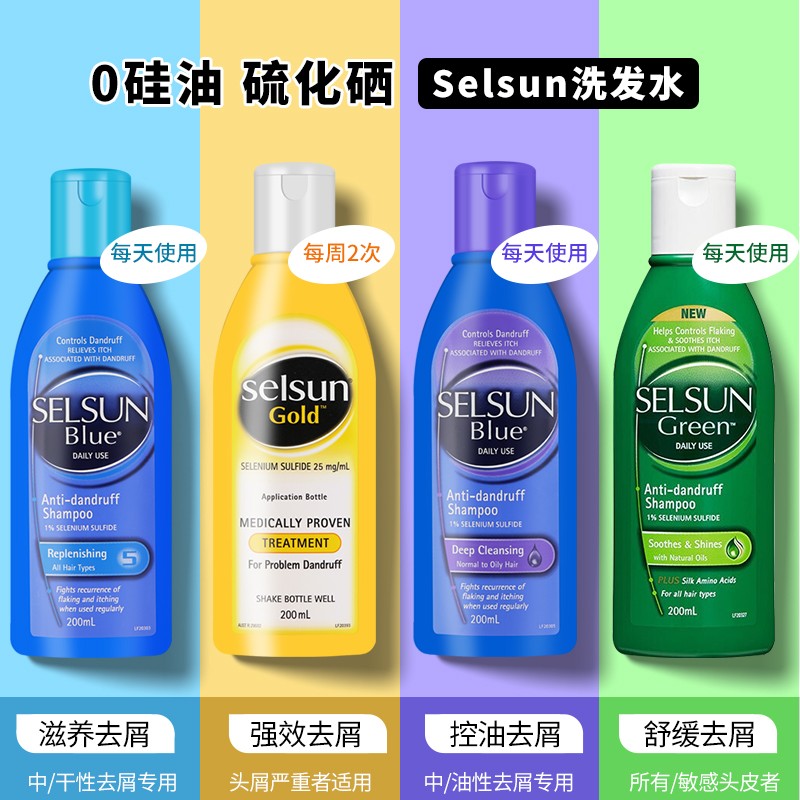 0硅油 硫化硒 Selsun洗发水
每天使用
Controls Dandruff
RELIEVES ITCH
ASSOCIATED WITH DANDRUFF
SELSUN
Blue®
DAILY USE
Anti-dandruff
Shampoo
1% SELENIUM SULFIDE
Replenishing
All Hair Types
5
Fights recurrence of
flaking and itching
when used regularly
200mL
滋养去屑
中/干性去屑专用
每周2次
selsun
Gold™
SELENIUM SULFIDE 25 mg/mL
Application Bottle
MEDICALLY PROVEN
TREATMENT
For Problem Dandruff
SHAKE BOTTLE WELL
200 mL
强效去屑
头屑严重者适用
每天使用
Controls Dandruff
RELIEVES ITCH
ASSOCIATED WITH DANDRUFF
SELSUN
Blue®
DAILY USE
Anti-dandruff
Shampoo
1% SELENIUM SULFIDE
Deep Cleansing
Normal to Oily Hair
Fights recurrence of
flaking and itching
when used regularly
200mL
控油去屑
中/油性去屑专用
每天使用
NEW
Helps Controls Flaking
& SOOTHES ITCH
ASSOCIATED WITH DANDRUFF
SELSUN
Green™
DAILY USE
Anti-dandruff
Shampoo
1% SELENIUM SULFIDE
Soothes & Shines
with Natural Oils
PLUS Silk Amino Acids
For all hair types
200mL
舒缓去屑
所有/敏感头皮者